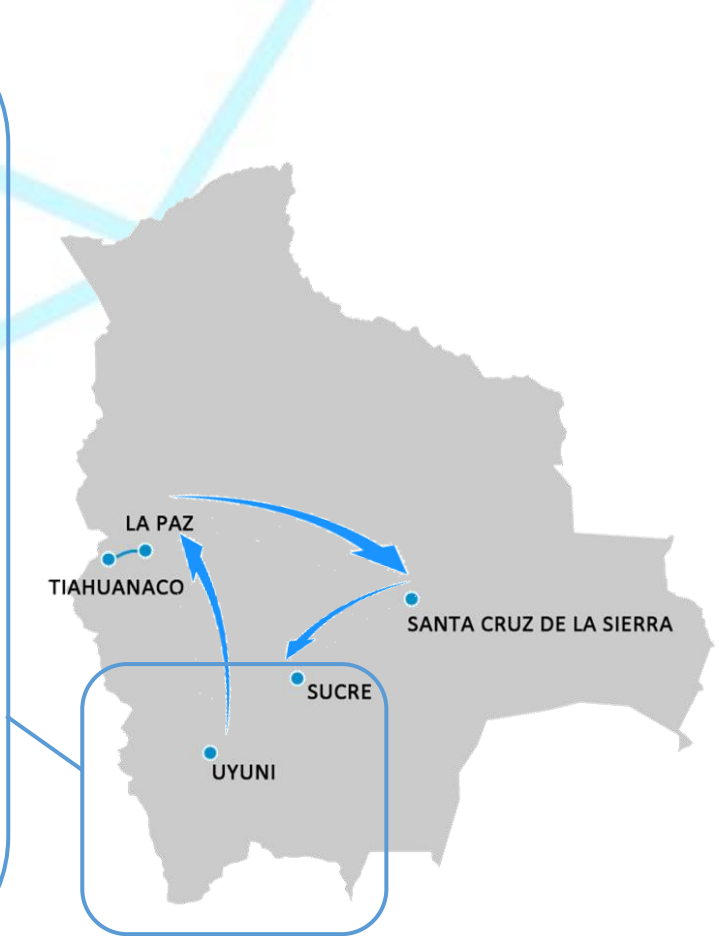 LA PAZ
TIAHUANACO
SANTA CRUZ DE LA SIERRA
SUCRE
UYUNI